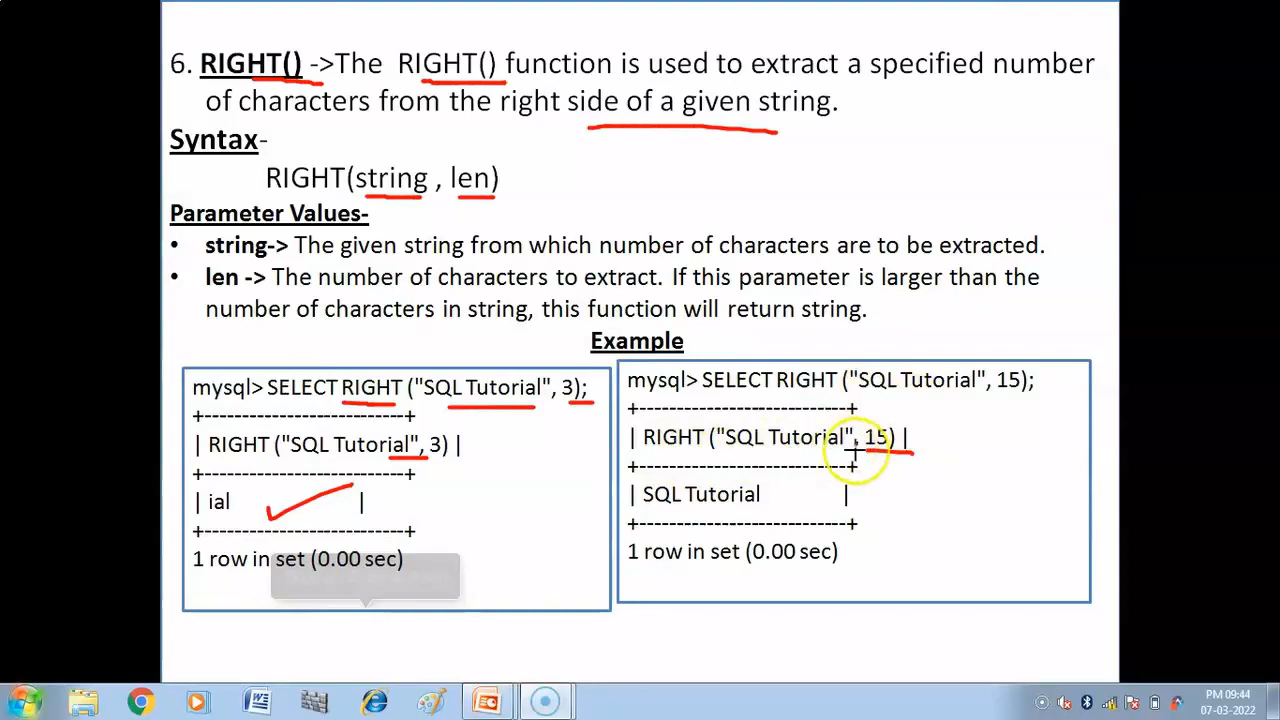 6. RIGHT() ->The RIGHT() function is used to extract a specified number
of characters from the right side of a given string.
Syntax-
RIGHT(string , len)
Parameter Values-
• string-> The given string from which number of characters are to be extracted.
• len -> The number of characters to extract. If this parameter is larger than the
number of characters in string, this function will return string.
Example
mysql> SELECT RIGHT ("SQL Tutorial", 3);
+---------------------------+
| RIGHT ("SQL Tutorial", 3) |
+---------------------------+
| ial |
+---------------------------+
1 row in set (0.00 sec)
mysql> SELECT RIGHT ("SQL Tutorial", 15);
+---------------------------+
| RIGHT ("SQL Tutorial", 15) |
+---------------------------+
| SQL Tutorial |
+---------------------------+
1 row in set (0.00 sec)
PM 09:44
07-03-2022